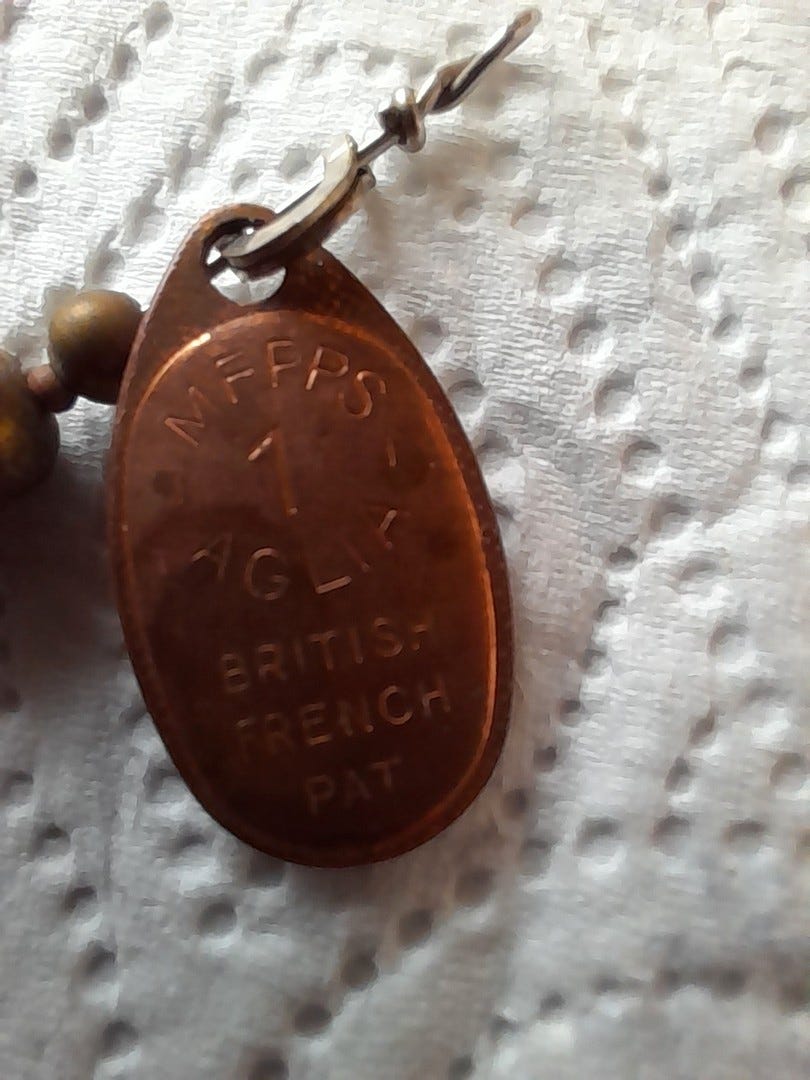 MEPPS
1
AGLIA
BRITISH
FRENCH
PAT